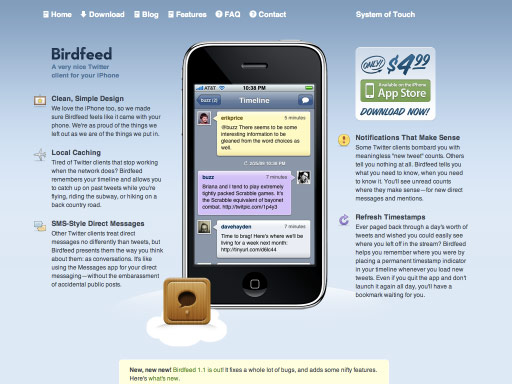 Home Download Blog Features FAQ Contact System of Touch
Birdfeed
A very nice Twitter
client for your iPhone
Clean, Simple Design
We love the iPhone too, so we made
sure Birdfeed feels like it came with your
phone. We're as proud of the things we
left out as we are of the things we put in.
Local Caching
Tired of Twitter clients that stop working
when the network does? Birdfeed
remembers your timeline and allows you
to catch up on past tweets while you're
flying, riding the subway, or hiking on a
back country road.
SMS-Style Direct Messages
Other Twitter clients treat direct
messages no differently than tweets, but
Birdfeed presents them the way you think
about them: as conversations. It's like
using the Messages app for your direct
messaging—without the embarassment
of accidental public posts.
AT&T 10:38 PM
buzz (2) Timeline
erikprice 6 minutes
@buzz There seems to be some
interesting information to be
gleaned from the word choices as
well.
2/25/09 10:38 PM
buzz 7 minutes
Briana and I tend to play extremely
tightly packed Scrabble games. It's
the Scrabble equivalent of bayonet
combat. http://twitpic.com/1p4y3
davehayden 7 minutes
Time to brag! Here's where we'll be
living for a week next month:
http://tinyurl.com/d6lc44
ONLY! $4.99
Available on the iPhone
App Store
DOWNLOAD NOW!
Notifications That Make Sense
Some Twitter clients bombard you with
meaningless "new tweet" counts. Others
tell you nothing at all. Birdfeed tells you
what you need to know, when you need
to know it. You'll see unread counts
where they make sense—for new direct
messages and mentions.
Refresh Timestamps
Ever paged back through a day's worth of
tweets and wished you could easily see
where you left off in the stream? Birdfeed
helps you remember where you were by
placing a permanent timestamp indicator
in your timeline whenever you load new
tweets. Even if you quit the app and don't
launch it again all day, you'll have a
bookmark waiting for you.
New, new new! Birdfeed 1.1 is out! It fixes a whole lot of bugs, and adds some nifty features.
Here's what's new.